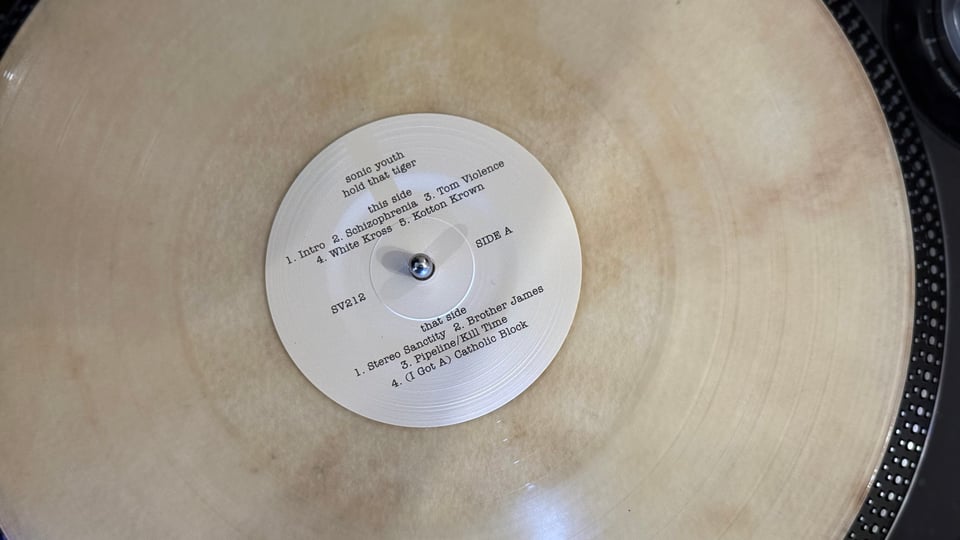 sonic youth
hold that tiger
this side
1. Intro 2. Schizophrenia 3. Tom Violence
4. White Kross 5. Kotton Krown
SIDE A
SV212
that side
1. Stereo Sanctity 2. Brother James
3. Pipeline/Kill Time
4. (I Got A) Catholic Block